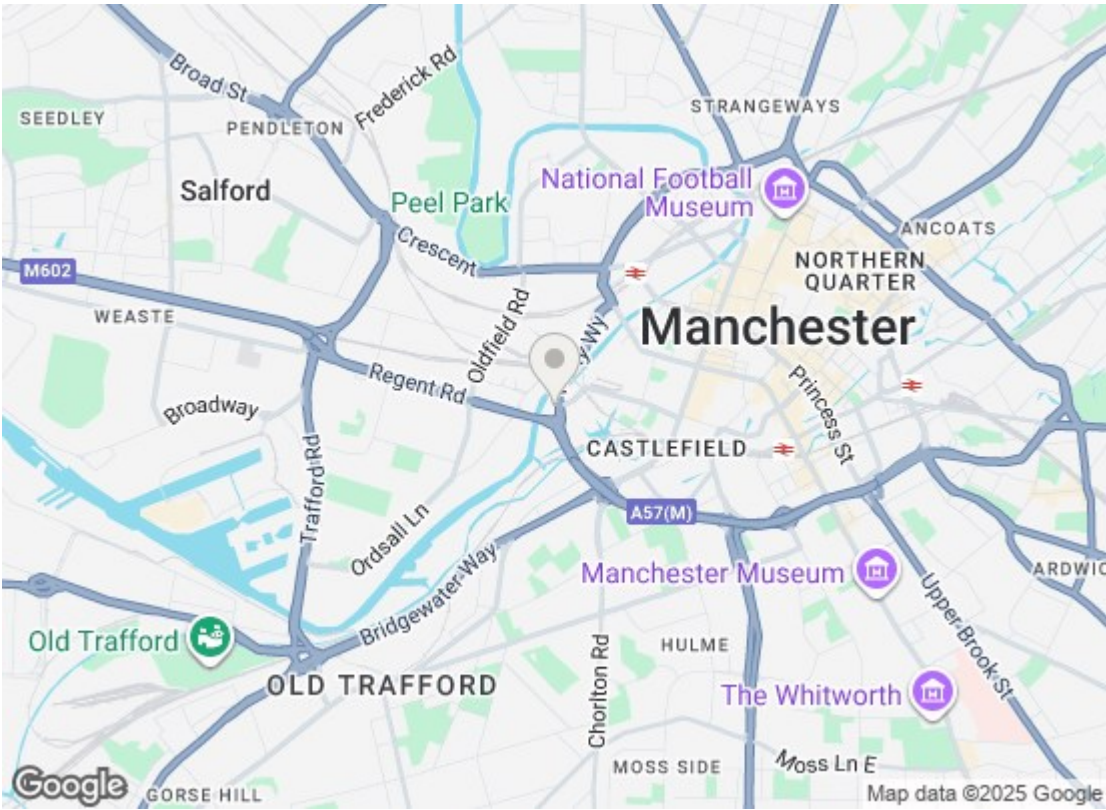 Broad St
Frederick Rd
STRANGEWAYS
SEEDLEY
PENDLETON
National Football
Museum
Salford
Peel Park
ANCOATS
Crescent
NORTHERN
QUARTER
M602
WEASTE
Oldfield Rd
Manchester
Regent Rd
Princess St
Broadway
CASTLEFIELD
Trafford Rd
A57(M)
Ordsall Ln
Bridgewater Way
Manchester Museum
ARDWIC
Upper Brook St
Old Trafford
HULME
OLD TRAFFORD
Chorlton Rd
The Whitworth
MOSS SIDE
Moss Ln E
Google
GORSE HILL
Map data ©2025 Google